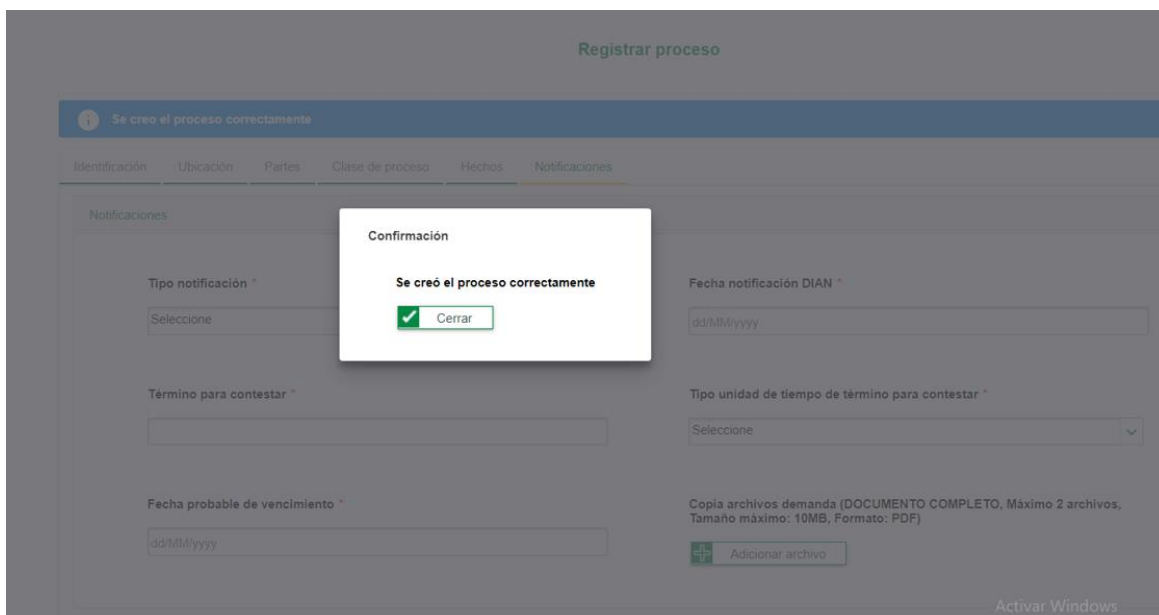 Registrar proceso
Se creo el proceso correctamente
Identificación Ubicación Partes Clase de proceso Hechos Notificaciones
Notificaciones
Confirmación
Se creó el proceso correctamente
Cerrar
Tipo notificación *
Fecha notificación DIAN *
Seleccione
dd/MM/yyyy
Término para contestar *
Tipo unidad de tiempo de término para contestar *
Seleccione
Fecha probable de vencimiento *
Copia archivos demanda (DOCUMENTO COMPLETO, Máximo 2 archivos,
Tamaño máximo: 10MB, Formato: PDF)
dd/MM/yyyy
Adicionar archivo
Activar Windows